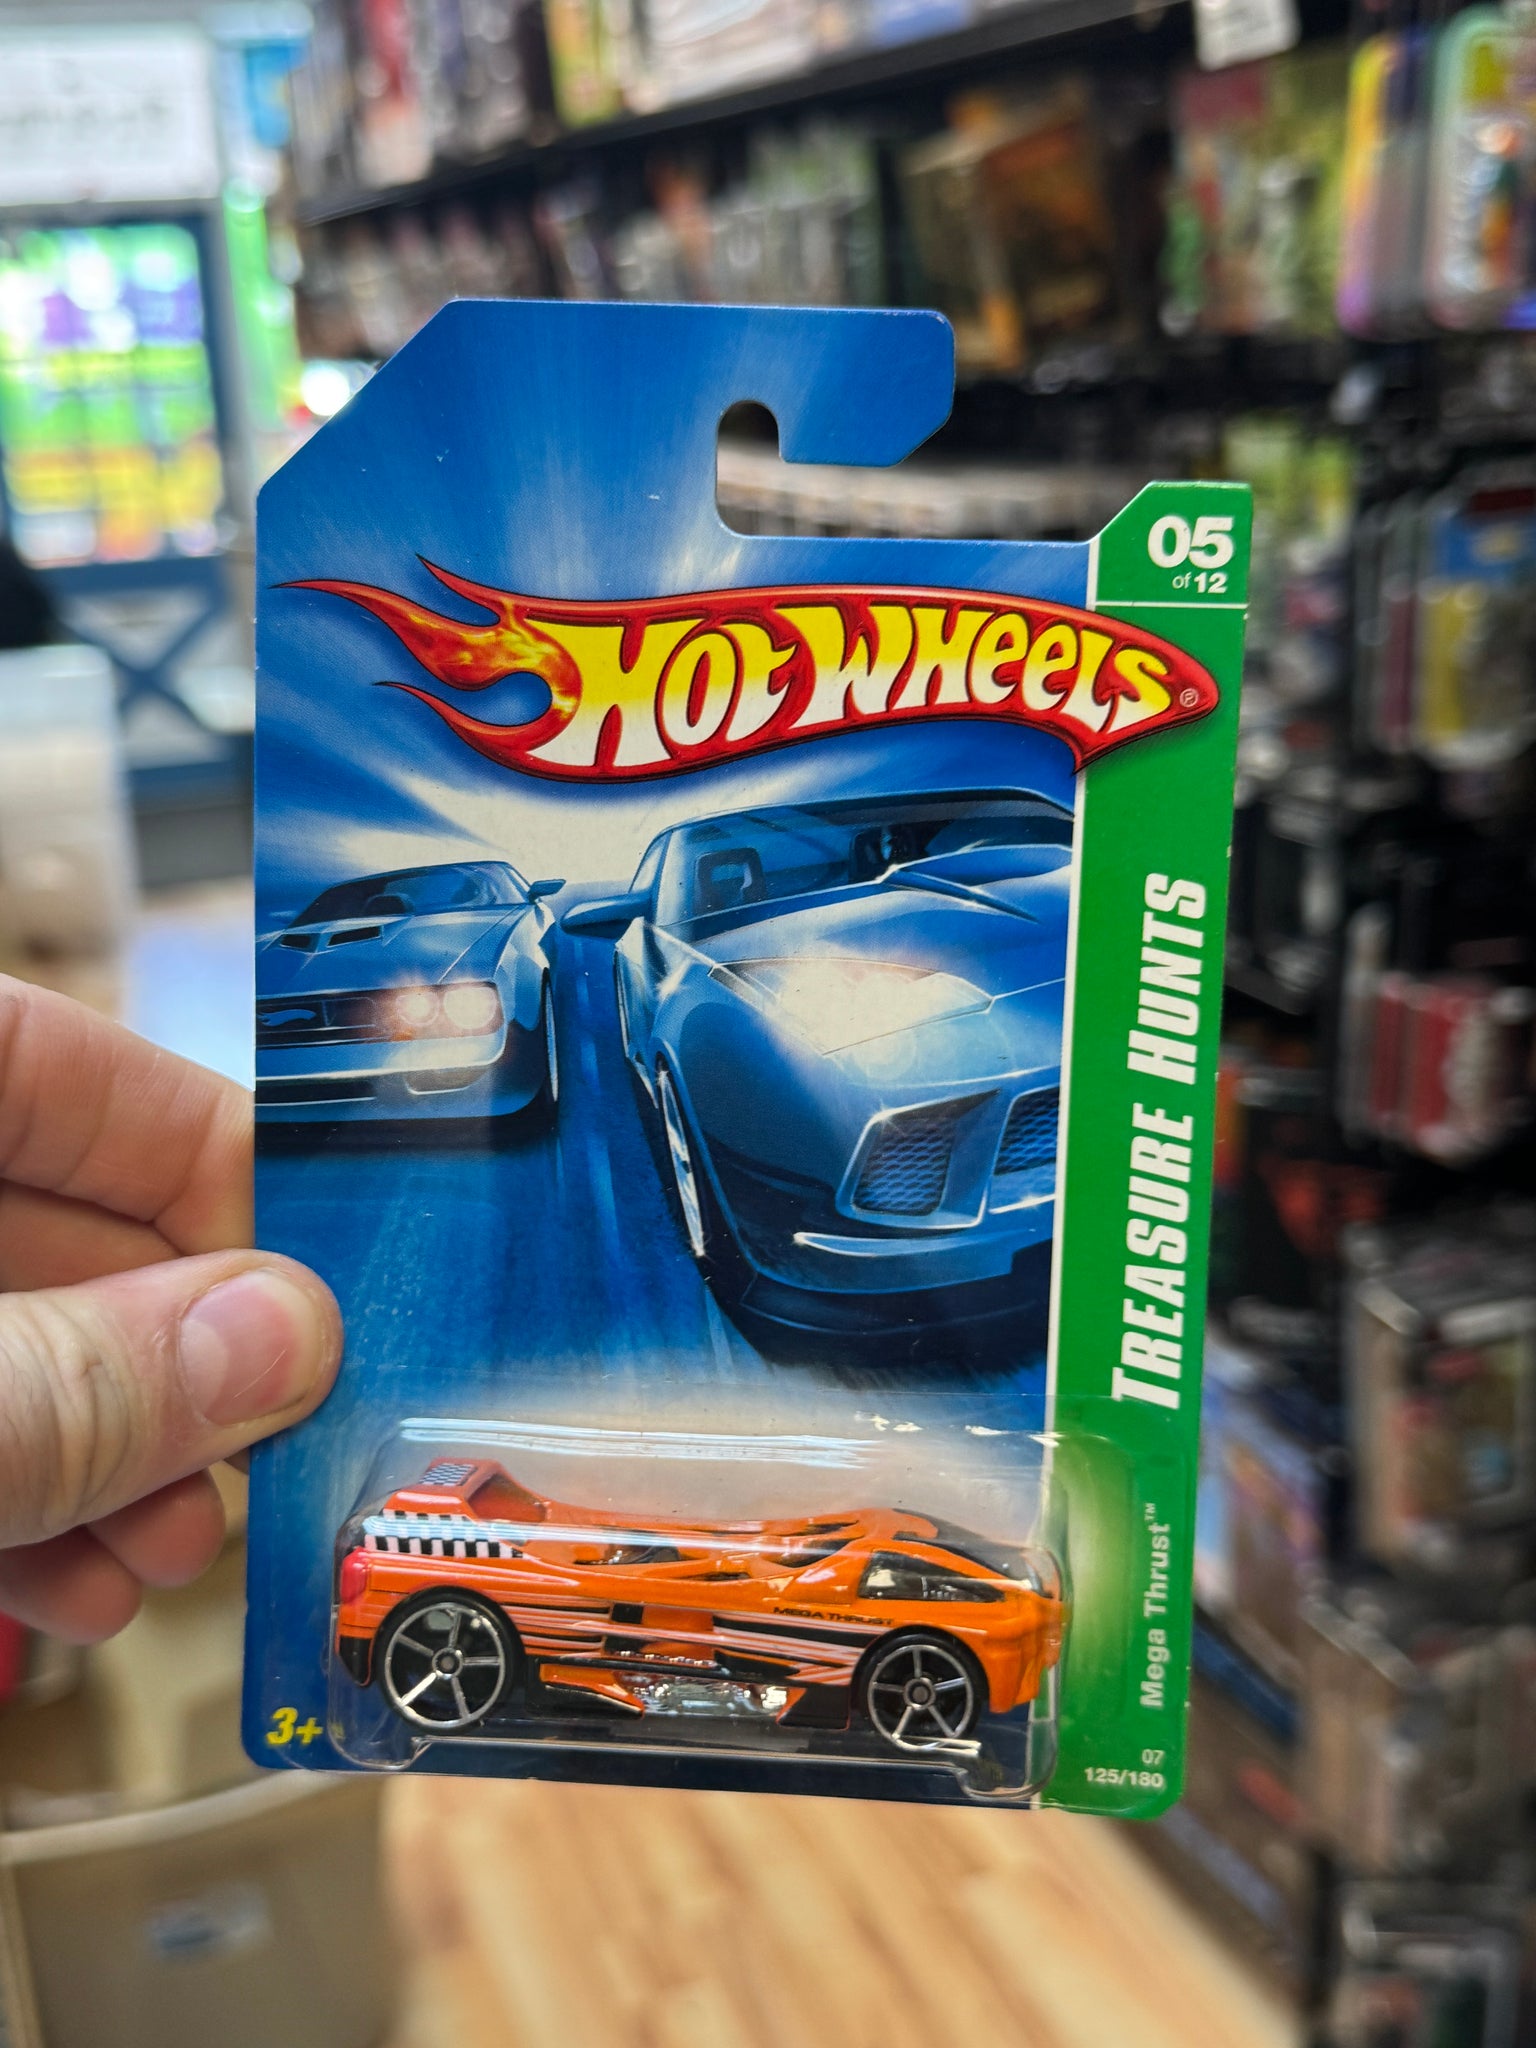 05
of 12
HOT WHEELS®
TREASURE HUNTS
Mega Thrust™
MEGA THRUST
3+
07
125/180